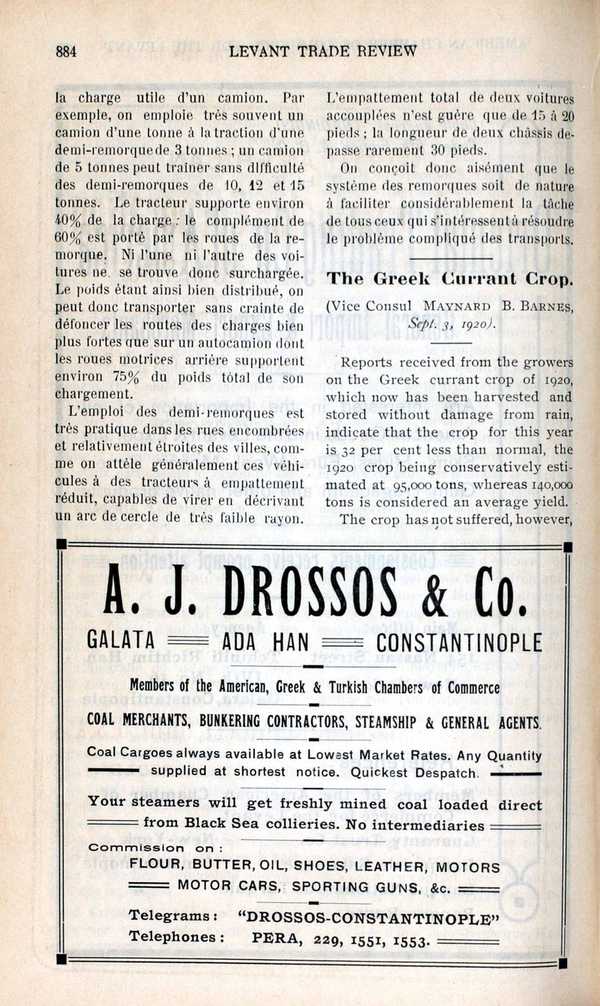 884
LEVANT TRADE REVIEW
la charge utile d'un camion. Par
exemple, on emploie très souvent un
camion d'une tonne à la traction d'une
demi-remorque de 3 tonnes ; un camion
de 5 tonnes peut traîner sans difficulté
des demi-remorques de 10, 12 et 15
tonnes. Le tracteur supporte environ
40% de la charge : le complément de
60% est porté par les roues de la re-
morque. Ni l'une ni l'autre des voi-
tures ne se trouve donc surchargée.
Le poids étant ainsi bien distribué, on
peut donc transporter sans crainte de
défoncer les routes des charges bien
plus fortes que sur un autocamion dont
les roues motrices arrière supportent
environ 75% du poids tôtal de son
chargement.
L'emploi des demi-remorques est
très pratique dans les rues encombrées
et relativement étroites des villes, com-
me on attèle généralement ces véhi-
cules à des tracteurs à empattement
réduit, capables de virer en décrivant
un arc de cercle de très faible rayon.
L'empattement total de deux voitures
accouplées n'est guère que de 15 à 20
pieds ; la longueur de deux châssis dé-
passe rarement 30 pieds.
On conçoit donc aisément que le
système des remorques soit de nature
à faciliter considérablement la tâche
de tous ceux qui s'intéressent à résoudre
le problème compliqué des transports.
The Greek Currant Crop.
(Vice Consul MAYNARD B. BARNES,
Sept. 3, 1920).
Reports received from the growers
on the Greek currant crop of 1920,
which now has been harvested and
stored without damage from rain,
indicate that the crop for this year
is 32 per cent less than normal, the
1920 crop being conservatively esti-
mated at 95,000 tons, whereas 140,000
tons is considered an average yield.
The crop has not suffered, however,
A. J. DROSSOS & Co.
GALATA ADA HAN CONSTANTINOPLE
Members of the American, Greek & Turkish Chambers of Commerce
COAL MERCHANTS, BUNKERING CONTRACTORS, STEAMSHIP & GENERAL AGENTS.
Coal Cargoes always available at Lowest Market Rates. Any Quantity
supplied at shortest notice. Quickest Despatch.
Your steamers will get freshly mined coal loaded direct
from Black Sea collieries. No intermediaries
Commission on :
FLOUR, BUTTER, OIL, SHOES, LEATHER, MOTORS
MOTOR CARS, SPORTING GUNS, &c.
Telegrams : "DROSSOS-CONSTANTINOPLE"
Telephones : PERA, 229, 1551, 1553.